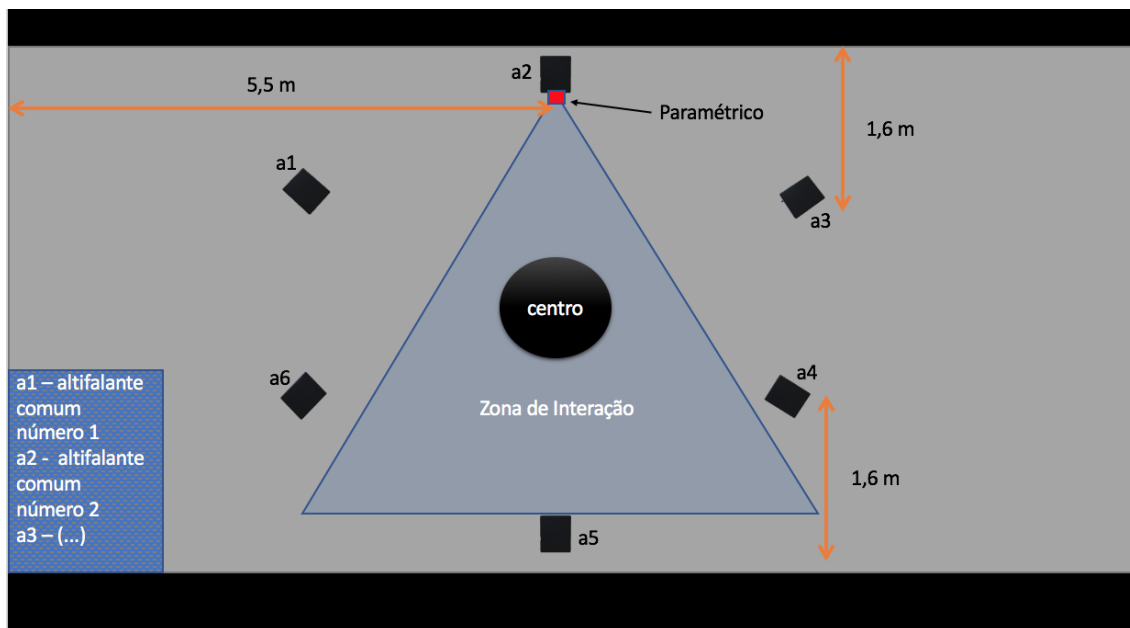 a2
5,5 m
Paramétrico
1,6 m
a1
a3
centro
a6
a4
Zona de Interação
1,6 m
a5
a1 – altifalante
comum
número 1
a2 - altifalante
comum
número 2
a3 – (...)